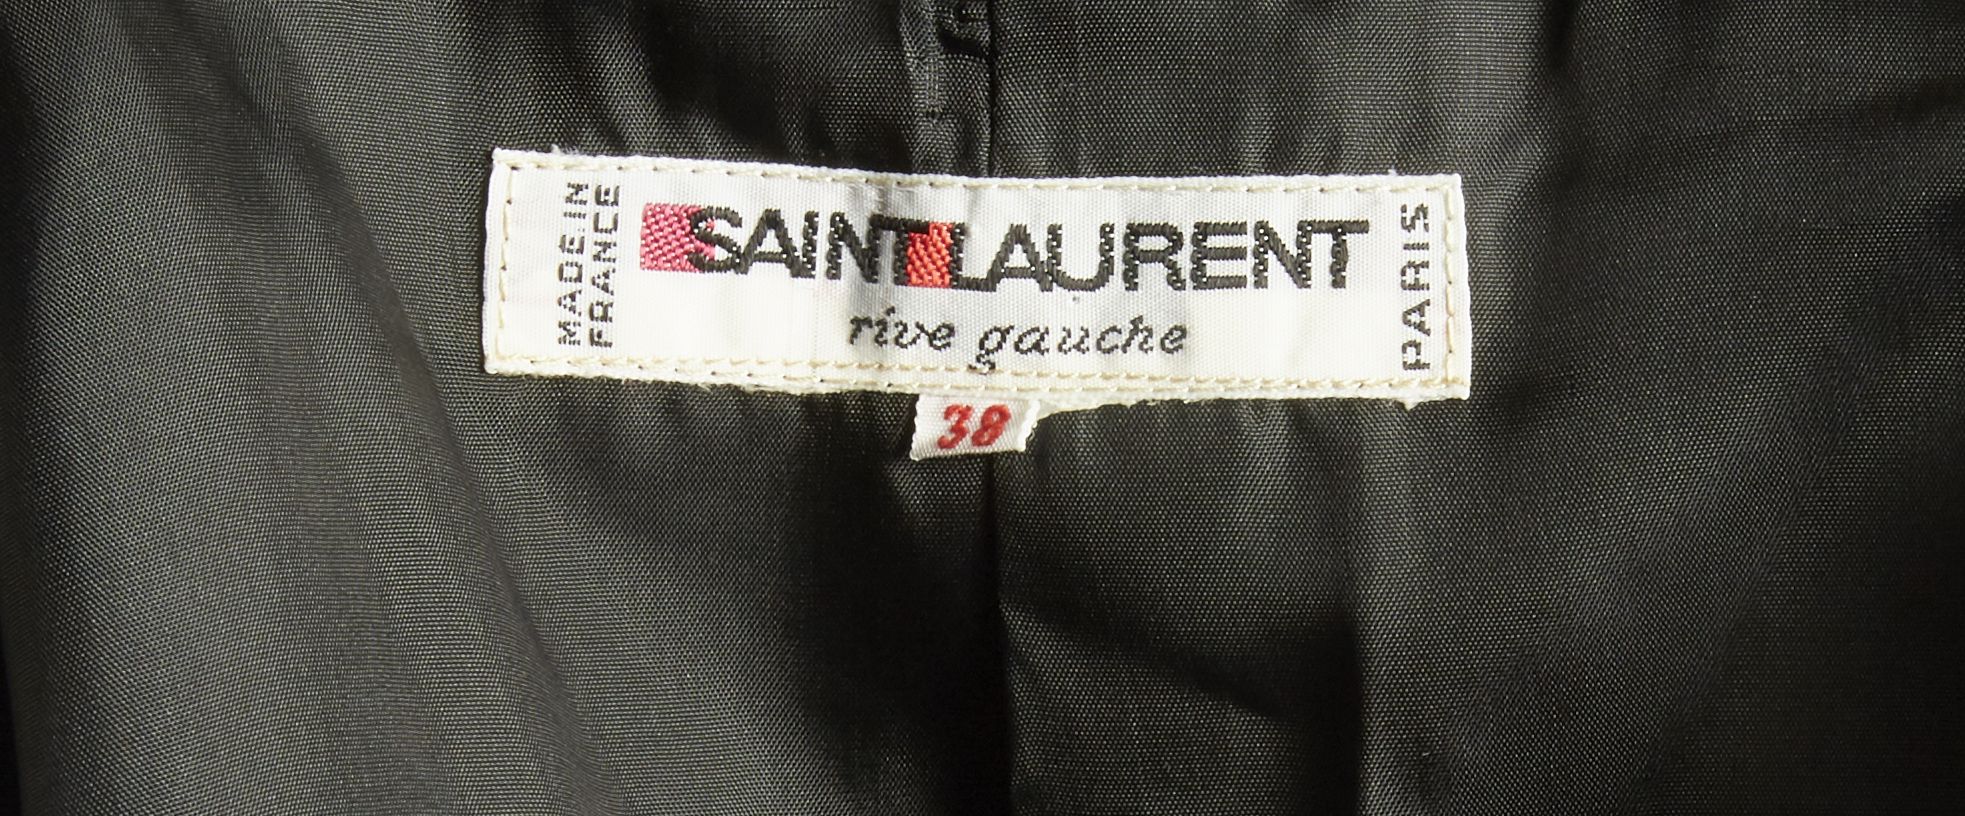 MADE IN
FRANCE
SAINT LAURENT
rive gauche
PARIS
38